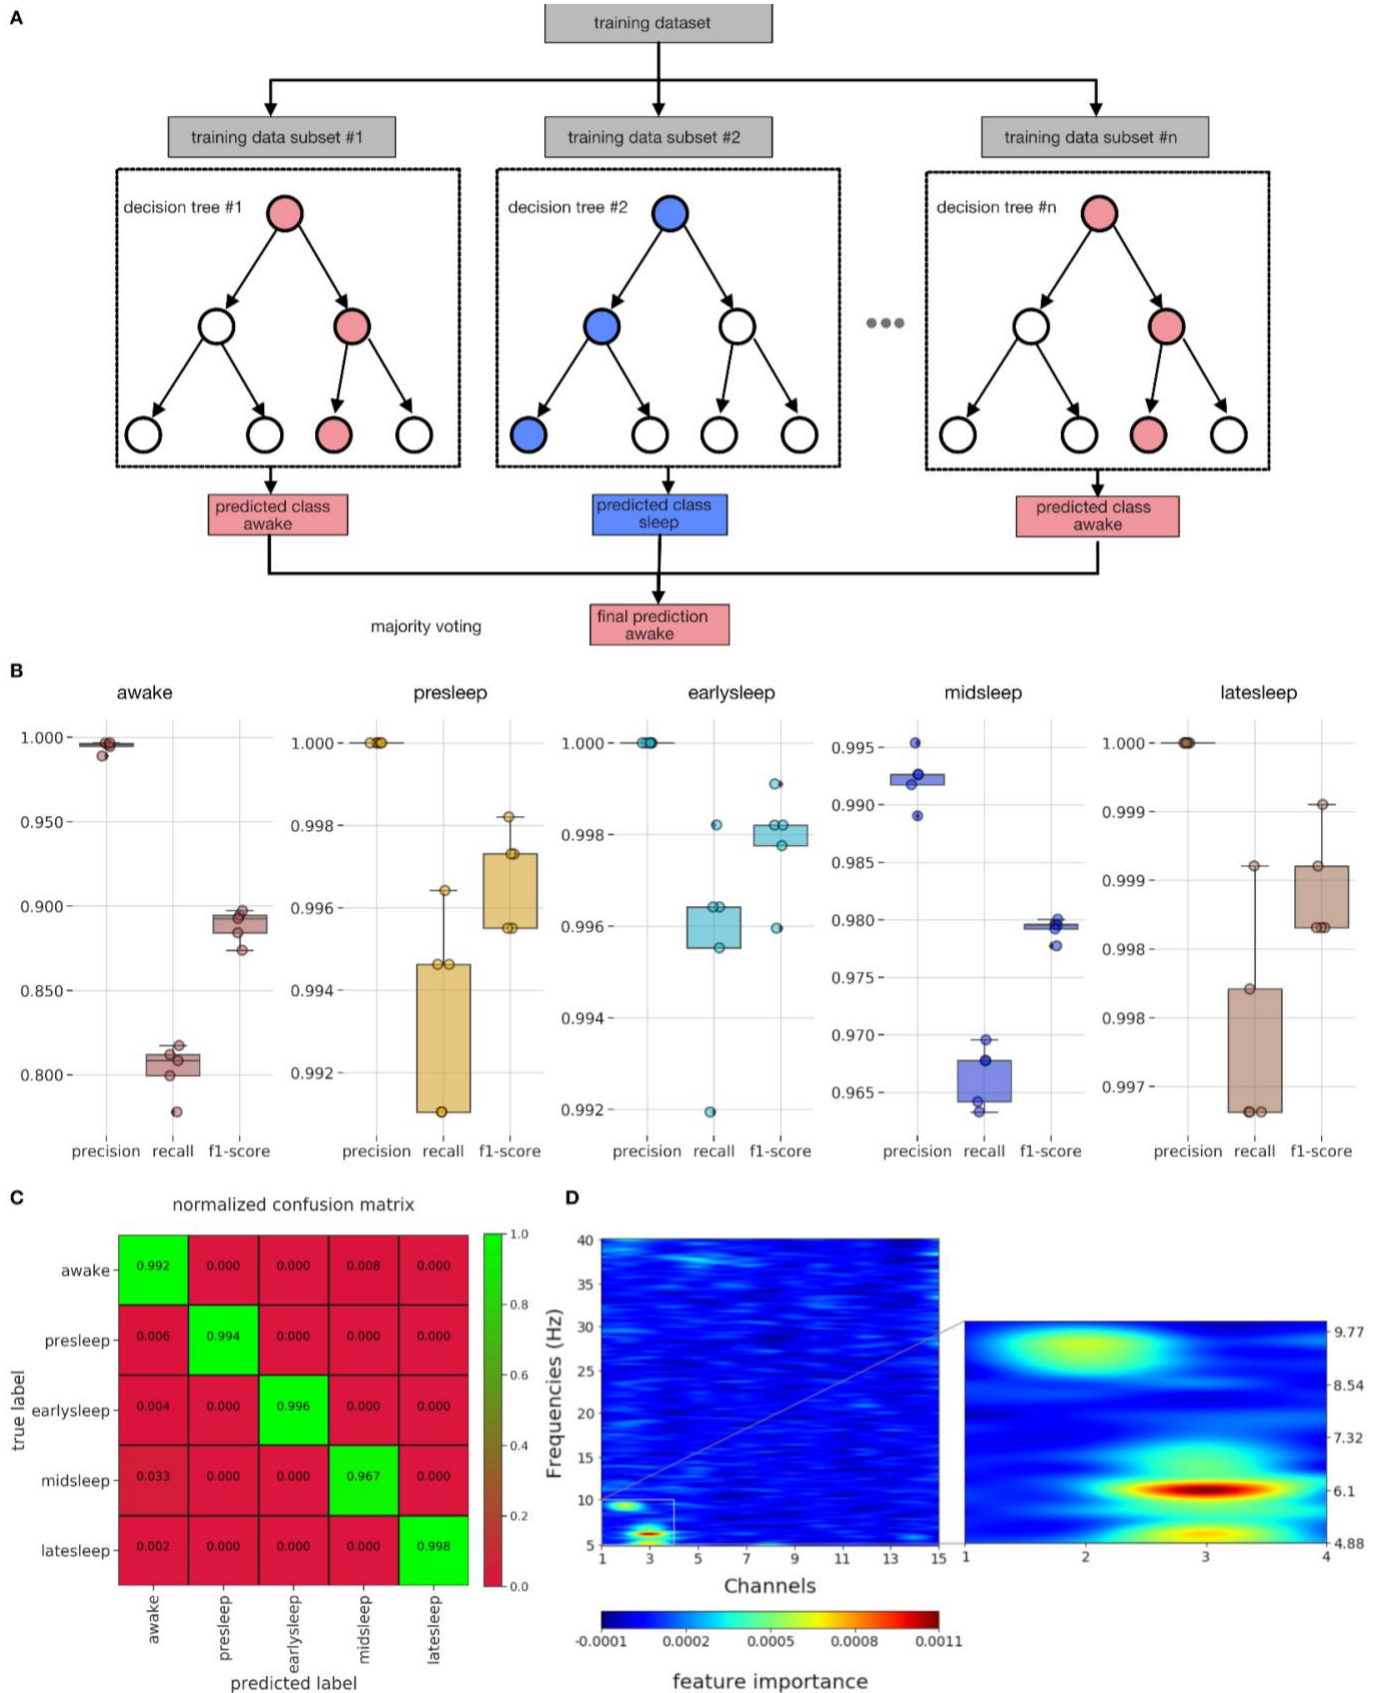 A
training dataset
training data subset #1
training data subset #2
training data subset #n
decision tree #1
decision tree #2
decision tree #n
predicted class
awake
predicted class
sleep
predicted class
awake
majority voting
final prediction
awake
B
awake
1.000
0.950
0.900
0.850
0.800
precision recall f1-score
presleep
1.000
0.998
0.996
0.994
0.992
precision recall f1-score
earlysleep
1.000
0.998
0.996
0.994
0.992
precision recall f1-score
midsleep
0.995
0.990
0.985
0.980
0.975
0.970
0.965
precision recall f1-score
latesleep
1.000
0.999
0.999
0.998
0.998
0.997
precision recall f1-score
C
normalized confusion matrix
true label
awake 0.992 0.000 0.000 0.008 0.000
presleep 0.006 0.994 0.000 0.000 0.000
earlysleep 0.004 0.000 0.996 0.000 0.000
midsleep 0.033 0.000 0.000 0.967 0.000
latesleep 0.002 0.000 0.000 0.000 0.998
awake
presleep
earlysleep
midsleep
latesleep
predicted label
1.0
0.8
0.6
0.4
0.2
0.0
D
Frequencies (Hz)
40
35
30
25
20
15
10
5
1 3 5 7 9 11 13 15
Channels
9.77
8.54
7.32
6.1
4.88
1 2 3 4
-0.0001 0.0002 0.0005 0.0008 0.0011
feature importance